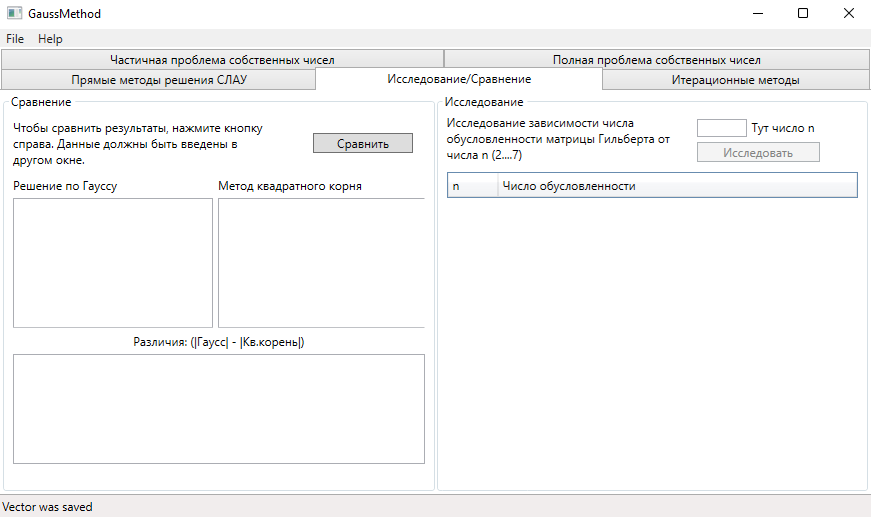 GaussMethod
File Help
Частичная проблема собственных чисел
Полная проблема собственных чисел
Прямые методы решения СЛАУ
Исследование/Сравнение
Итерационные методы
Сравнение
Чтобы сравнить результаты, нажмите кнопку
справа. Данные должны быть введены в
другом окне.
Сравнить
Решение по Гауссу
Метод квадратного корня
Различия: (|Гаусс| - |Кв.корень|)
Исследование
Исследование зависимости числа
обусловленности матрицы Гильберта от
числа n (2....7)
Тут число n
Исследовать
n
Число обусловленности
Vector was saved